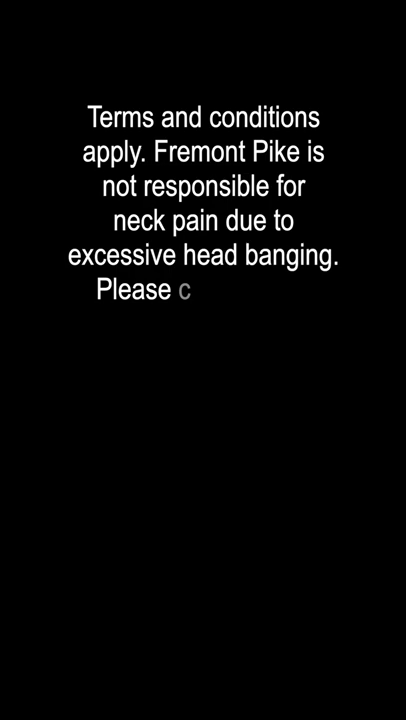 Terms and conditions
apply. Fremont Pike is
not responsible for
neck pain due to
excessive head banging.
Please c